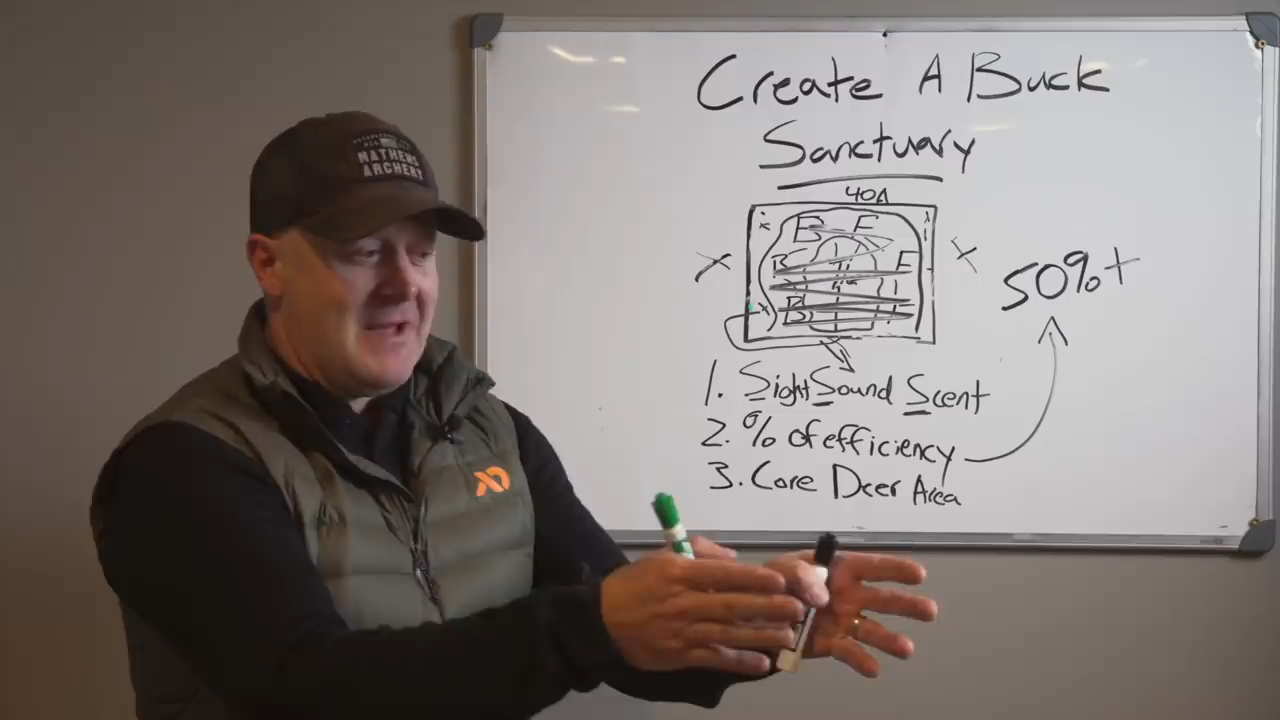 Create A Buck
Sanctuary
40A
B F
B F
B
50%+
1. Sight Sound Scent
2. % of efficiency
3. Core Deer Area
MATHEWS
ARCHERY